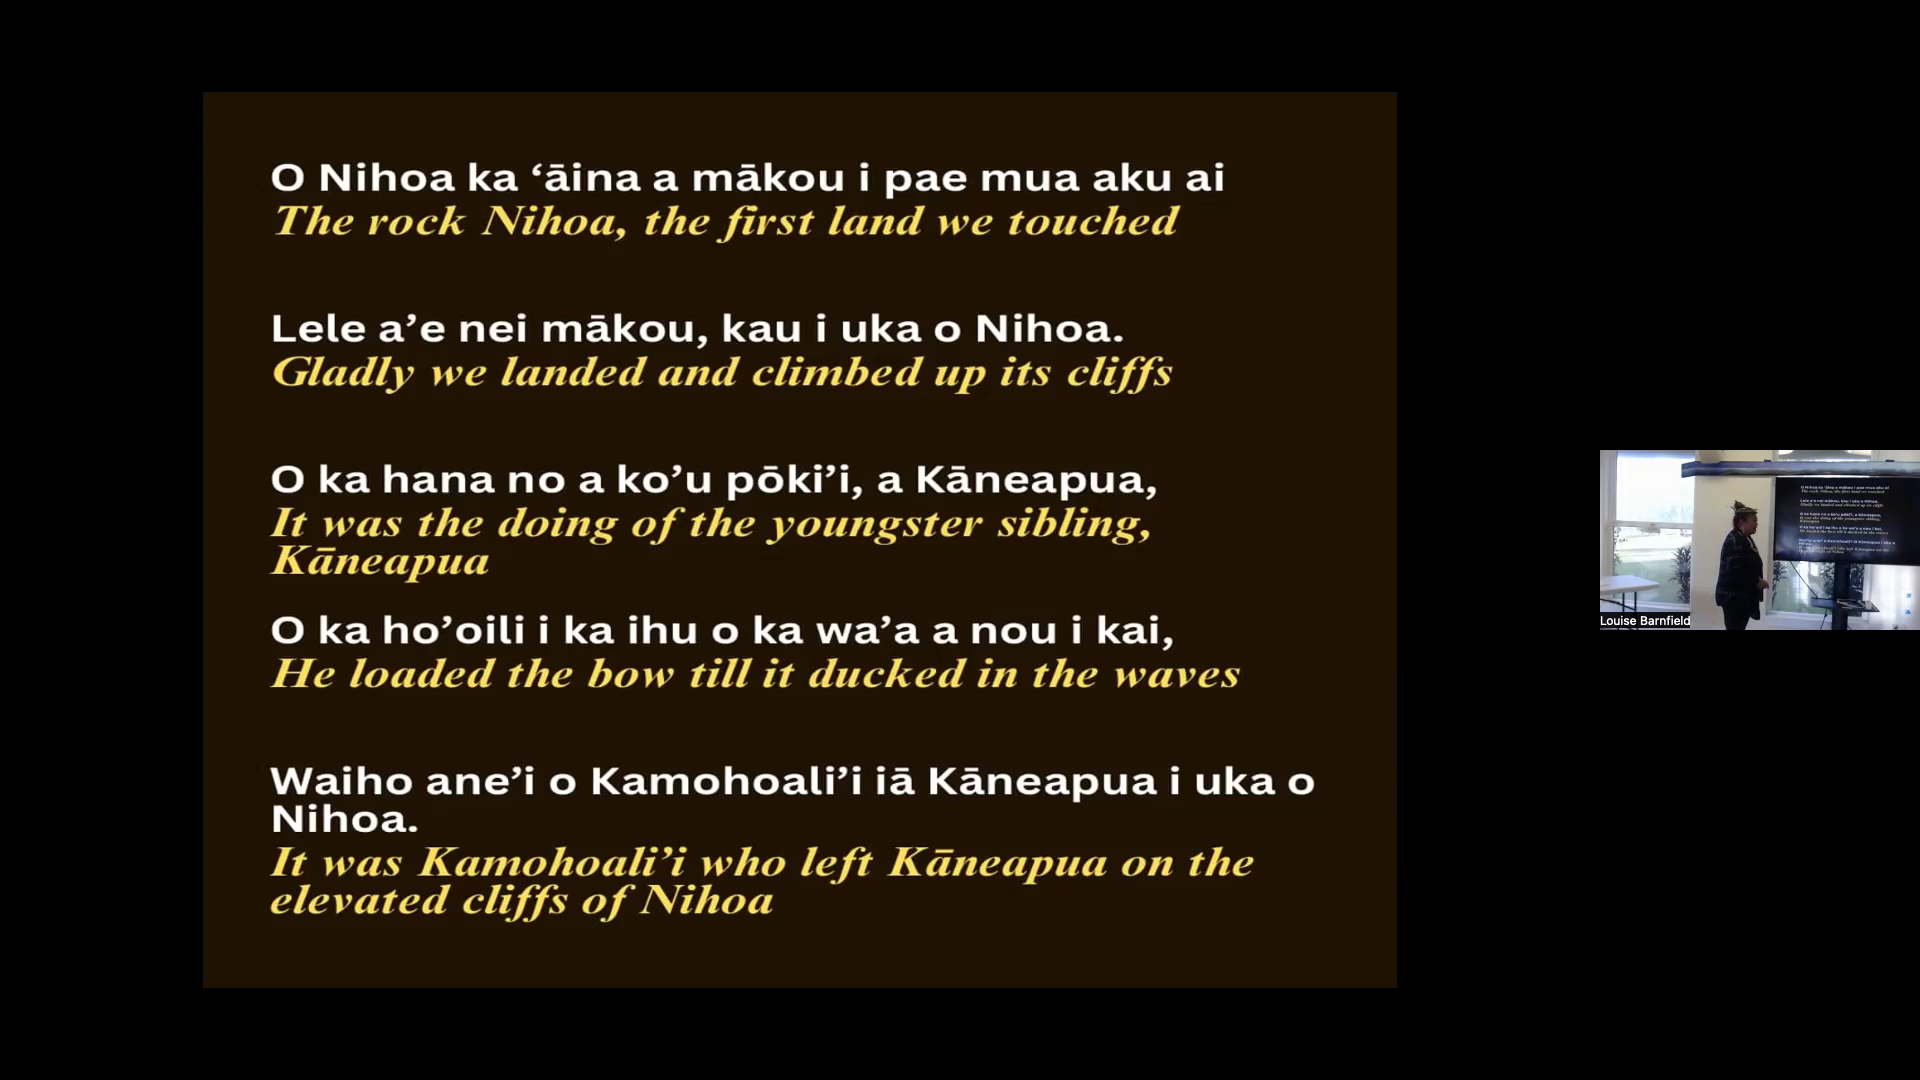 O Nihoa ka ‘āina a mākou i pae mua aku ai
The rock Nihoa, the first land we touched
Lele a’e nei mākou, kau i uka o Nihoa.
Gladly we landed and climbed up its cliffs
O ka hana no a ko’u pōki’i, a Kāneapua,
It was the doing of the youngster sibling,
Kāneapua
O ka ho’oili i ka ihu o ka wa’a a nou i kai,
He loaded the bow till it ducked in the waves
Waiho ane’i o Kamohoali’i iā Kāneapua i uka o
Nihoa.
It was Kamohoali’i who left Kāneapua on the
elevated cliffs of Nihoa
Louise Barnfield